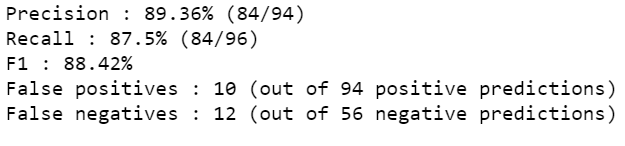 Precision : 89.36% (84/94)
Recall : 87.5% (84/96)
F1 : 88.42%
False positives : 10 (out of 94 positive predictions)
False negatives : 12 (out of 56 negative predictions)